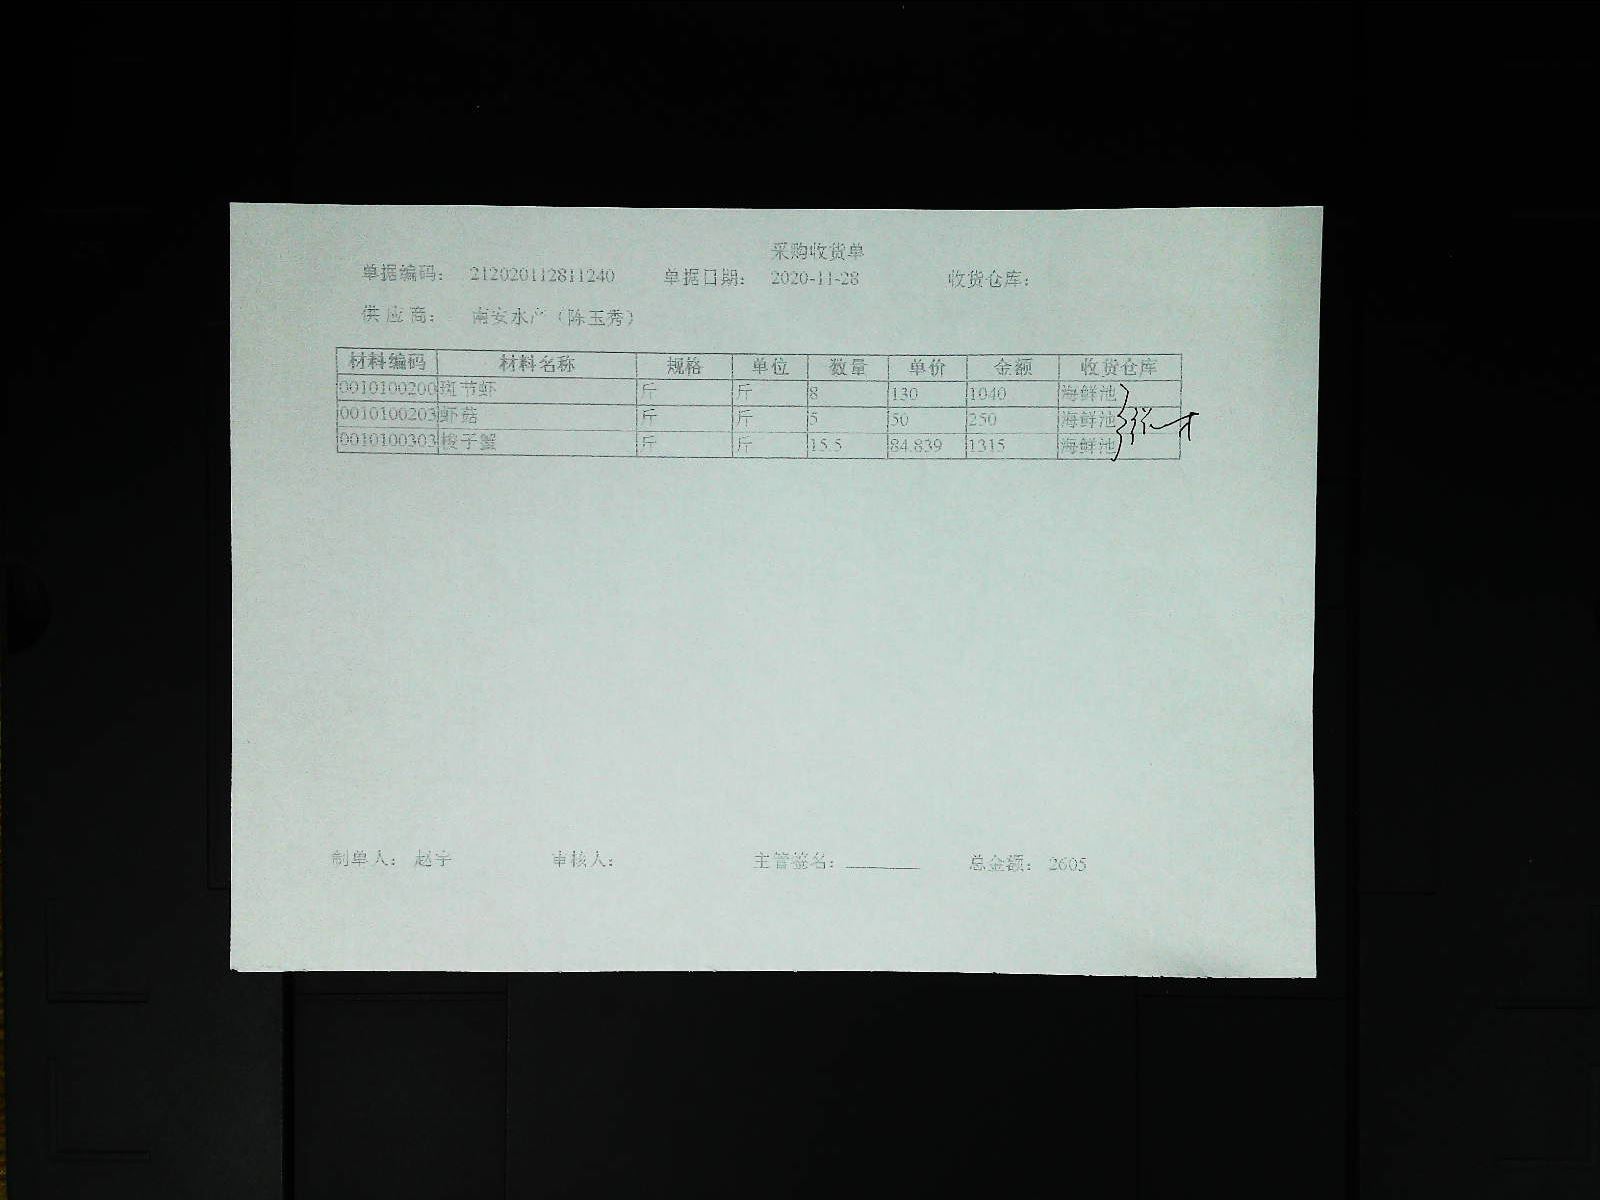 采购收货单
单据编码： 212020112811240 单据日期： 2020-11-28 收货仓库：
供 应 商： 南安水产（陈玉秀）
材料编码 材料名称 规格 单位 数量 单价 金额 收货仓库
0010100200 斑节虾 斤 斤 8 130 1040 海鲜池
0010100203 虾菇 斤 斤 5 50 250 海鲜池
0010100303 梭子蟹 斤 斤 15.5 84.839 1315 海鲜池
制单人： 赵宇 审核人： 主管签名： 总金额： 2605